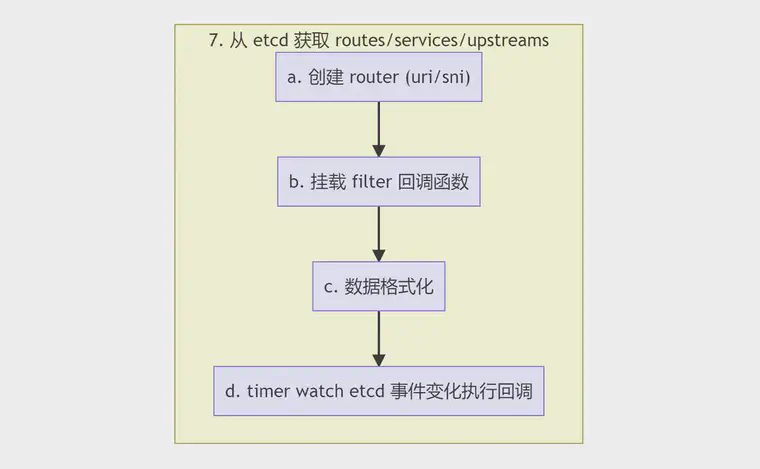 7. 从 etcd 获取 routes/services/upstreams
a. 创建 router (uri/sni)
b. 挂载 filter 回调函数
c. 数据格式化
d. timer watch etcd 事件变化执行回调